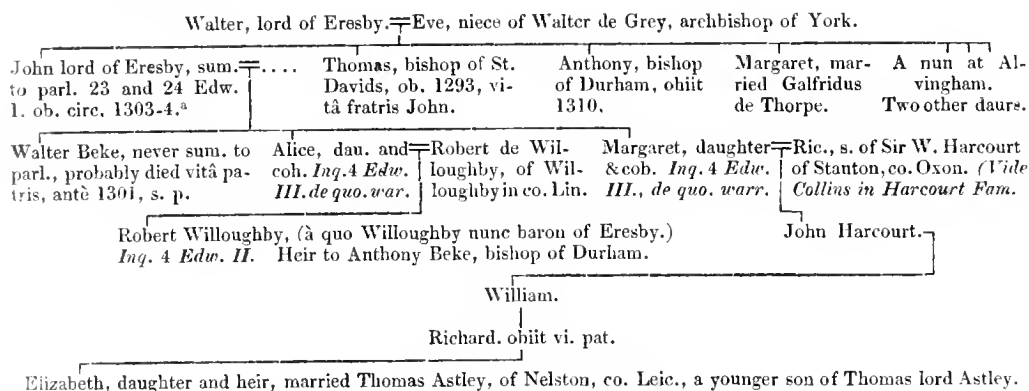 Walter, lord of Eresby.=Eve, niece of Walter de Grey, archbishop of York.
John lord of Eresby, sum.=....
to parl. 23 and 24 Edw.
1. ob. circ. 1303-4.ª
Thomas, bishop of St.
Davids, ob. 1293, vi-
tâ fratris John.
Anthony, bishop
of Durham, obiit
1310.
Margaret, mar-
ried Galfridus
de Thorpe.
A nun at Al-
vingham.
Two other daurs.
Walter Beke, never sum. to
parl., probably died vitâ pa-
tris, antè 1301, s. p.
Alice, dau. and=
coh. Inq. 4 Edw.
III. de quo. war.
Robert de Wil-
loughby, of Wil-
loughby in co. Lin.
Margaret, daughter=
&coh. Inq. 4 Edw.
III., de quo. warr.
Ric., s. of Sir W. Harcourt
of Stanton, co. Oxon. (Vide
Collins in Harcourt Fam.
Robert Willoughby, (à quo Willoughby nunc baron of Eresby.)
Inq. 4 Edw. II. Heir to Anthony Beke, bishop of Durham.
John Harcourt.
William.
Richard. obiit vi. pat.
Elizabeth, daughter and heir, married Thomas Astley, of Nelston, co. Leic., a younger son of Thomas lord Astley.